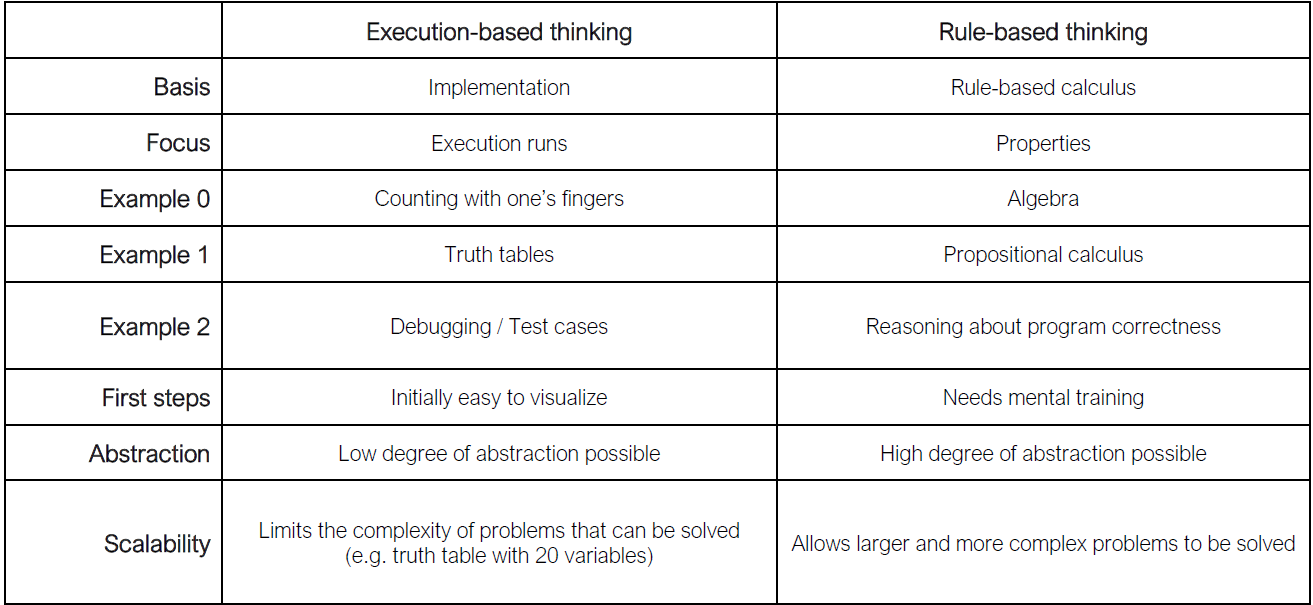 Execution-based thinking
Rule-based thinking
Basis
Implementation
Rule-based calculus
Focus
Execution runs
Properties
Example 0
Counting with one’s fingers
Algebra
Example 1
Truth tables
Propositional calculus
Example 2
Debugging / Test cases
Reasoning about program correctness
First steps
Initially easy to visualize
Needs mental training
Abstraction
Low degree of abstraction possible
High degree of abstraction possible
Scalability
Limits the complexity of problems that can be solved
(e.g. truth table with 20 variables)
Allows larger and more complex problems to be solved